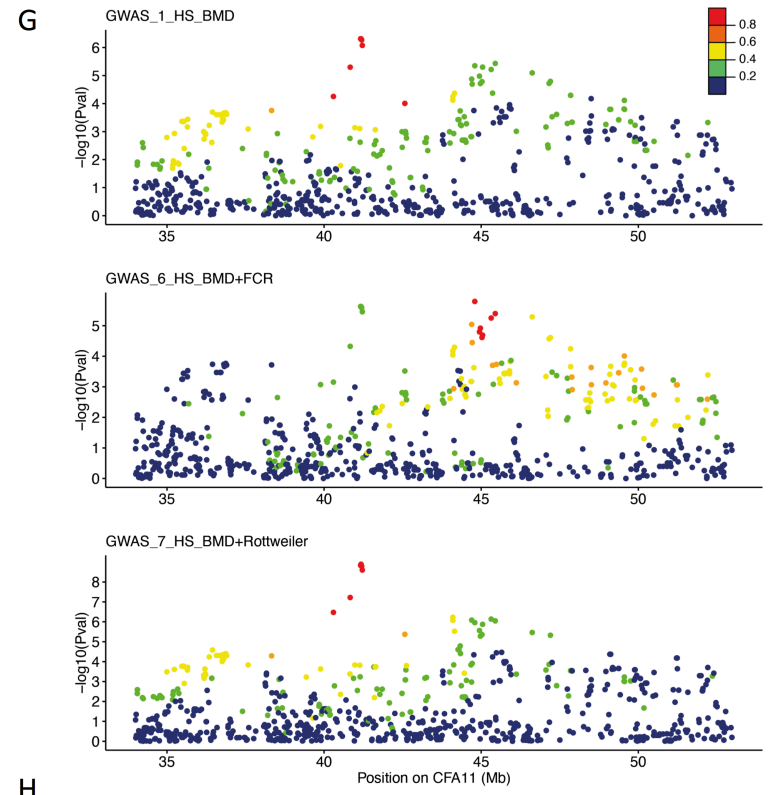 G
GWAS_1_HS_BMD
0.8
0.6
0.4
0.2
−log10(Pval)
6
5
4
3
2
1
0
35 40 45 50
GWAS_6_HS_BMD+FCR
−log10(Pval)
5
4
3
2
1
0
35 40 45 50
GWAS_7_HS_BMD+Rottweiler
−log10(Pval)
8
7
6
5
4
3
2
1
0
35 40 45 50
Position on CFA11 (Mb)
H